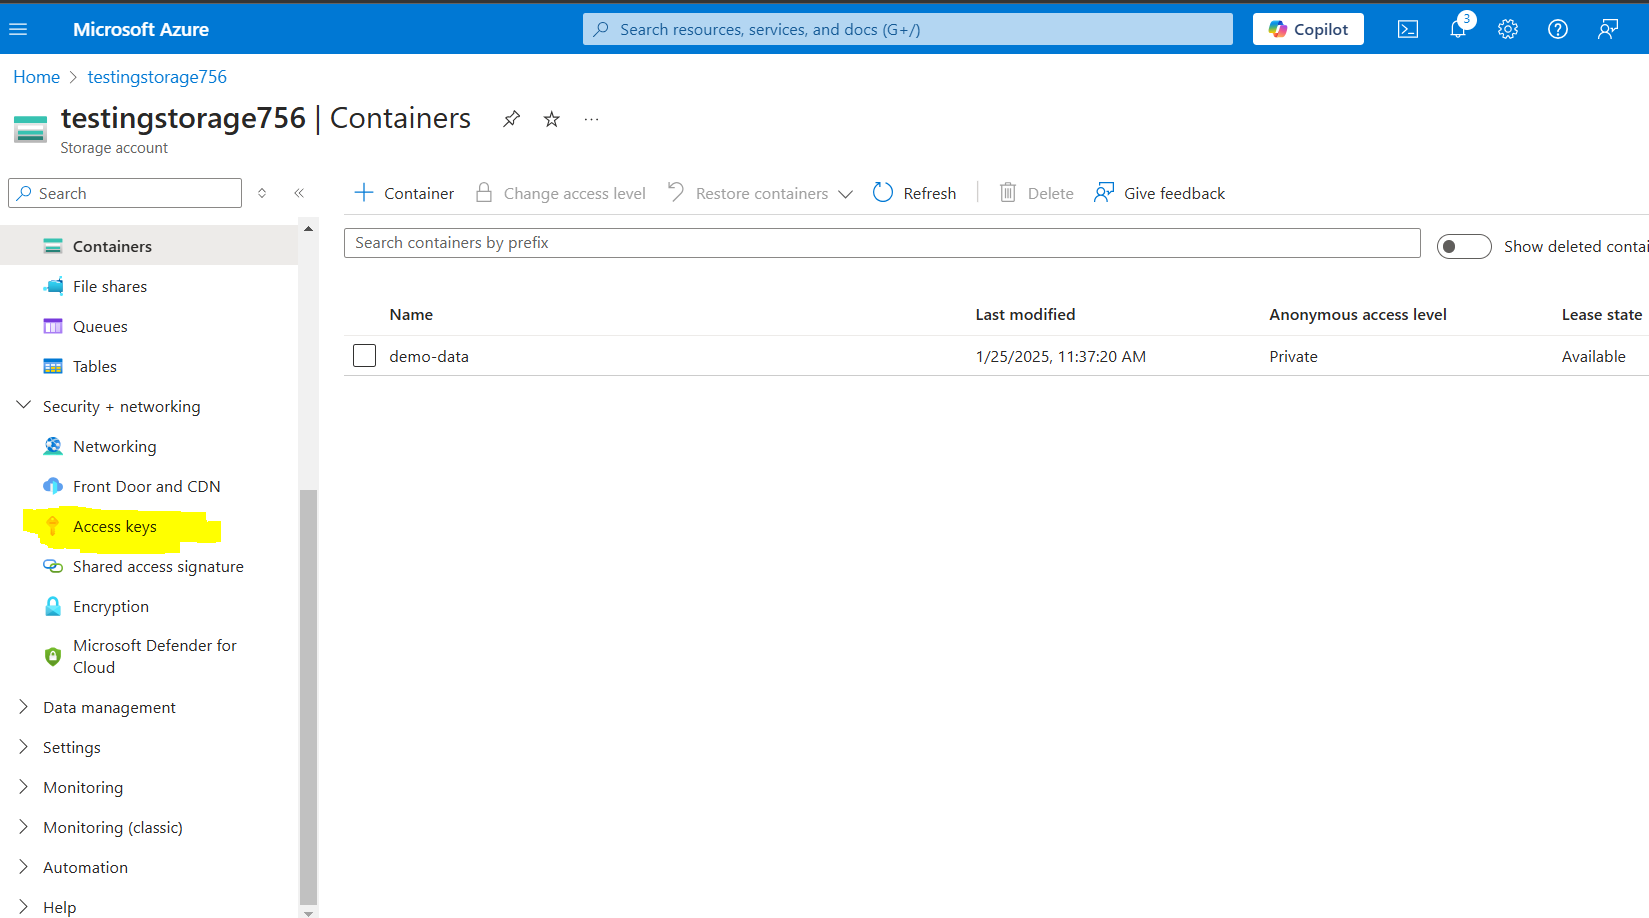 Microsoft Azure
Search resources, services, and docs (G+/)
Copilot
3
Home > testingstorage756
testingstorage756 | Containers
Storage account
Search
Container
Change access level
Restore containers
Refresh
Delete
Give feedback
Search containers by prefix
Show deleted contai
Name Last modified Anonymous access level Lease state
demo-data 1/25/2025, 11:37:20 AM Private Available
Containers
File shares
Queues
Tables
Security + networking
Networking
Front Door and CDN
Access keys
Shared access signature
Encryption
Microsoft Defender for
Cloud
Data management
Settings
Monitoring
Monitoring (classic)
Automation
Help